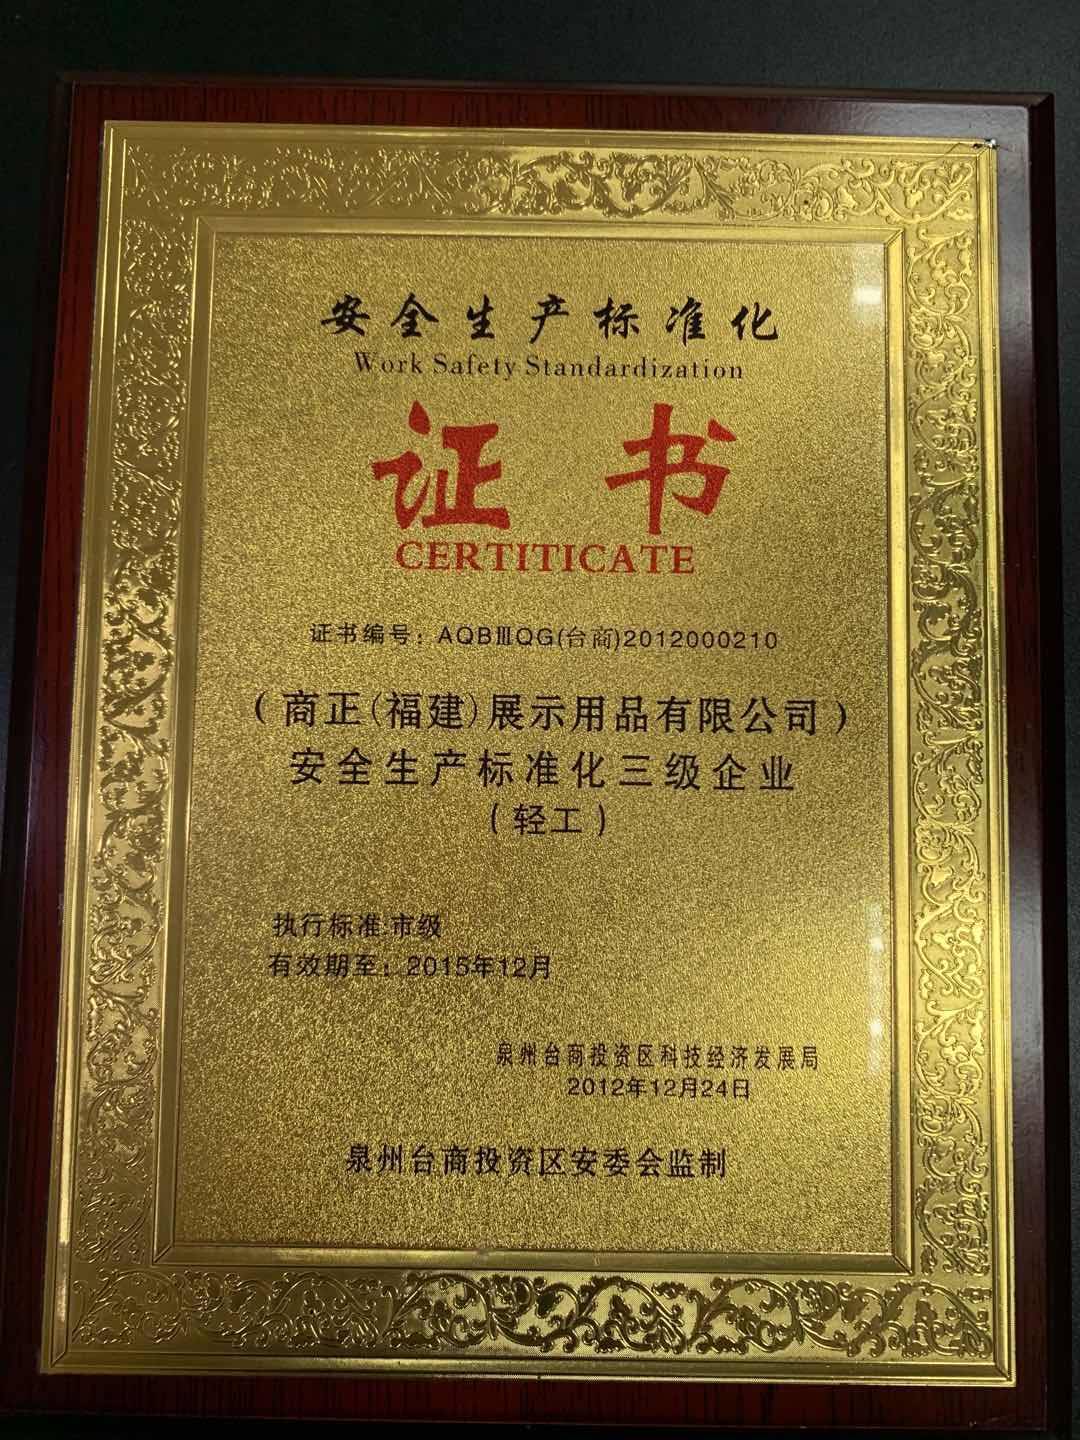 安全生产标准化
Work Safety Standardization
证书
CERTITICATE
证书编号：AQBⅢQG(台商)2012000210
（商正(福建)展示用品有限公司）
安全生产标准化三级企业
（轻工）
执行标准:市级
有效期至：2015年12月
泉州台商投资区科技经济发展局
2012年12月24日
泉州台商投资区安委会监制